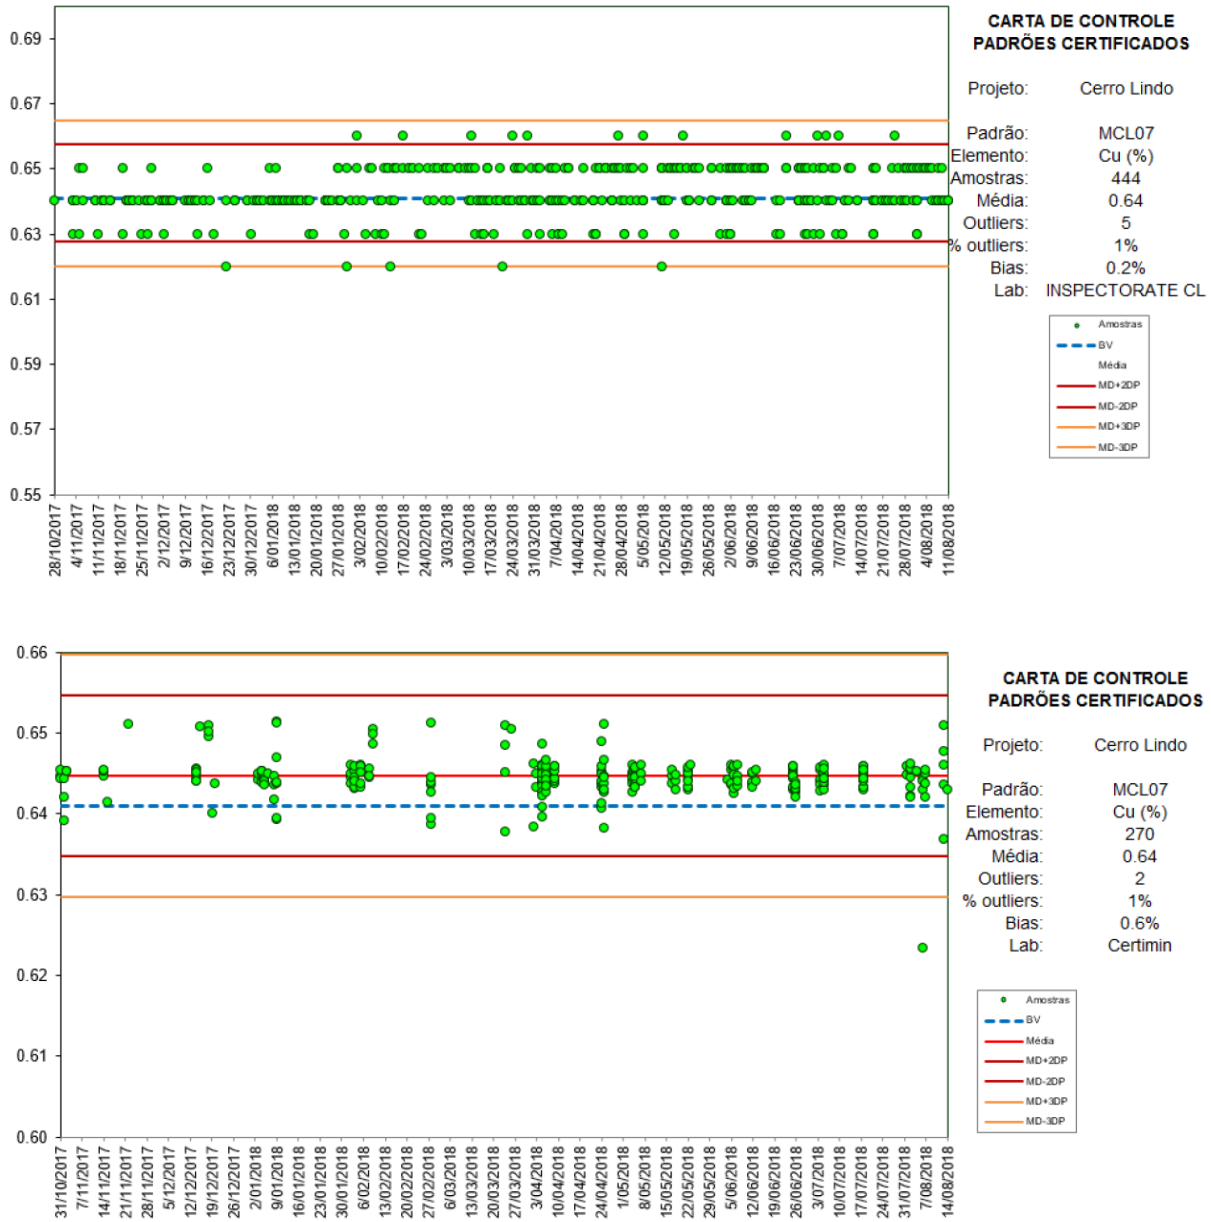 CARTA DE CONTROLE
PADRÕES CERTIFICADOS
Projeto: Cerro Lindo
Padrão: MCL07
Elemento: Cu (%)
Amostras: 444
Média: 0.64
Outliers: 5
% outliers: 1%
Bias: 0.2%
Lab: INSPECTORATE CL
Amostras
BV
Média
MD+2DP
MD-2DP
MD+3DP
MD-3DP
0.69
0.67
0.65
0.63
0.61
0.59
0.57
0.55
28/10/2017
4/11/2017
11/11/2017
18/11/2017
25/11/2017
2/12/2017
9/12/2017
16/12/2017
23/12/2017
30/12/2017
6/01/2018
13/01/2018
20/01/2018
27/01/2018
3/02/2018
10/02/2018
17/02/2018
24/02/2018
3/03/2018
10/03/2018
17/03/2018
24/03/2018
31/03/2018
7/04/2018
14/04/2018
21/04/2018
28/04/2018
5/05/2018
12/05/2018
19/05/2018
26/05/2018
2/06/2018
9/06/2018
16/06/2018
23/06/2018
30/06/2018
7/07/2018
14/07/2018
21/07/2018
28/07/2018
4/08/2018
11/08/2018
CARTA DE CONTROLE
PADRÕES CERTIFICADOS
Projeto: Cerro Lindo
Padrão: MCL07
Elemento: Cu (%)
Amostras: 270
Média: 0.64
Outliers: 2
% outliers: 1%
Bias: 0.6%
Lab: Certimin
Amostras
BV
Média
MD+2DP
MD-2DP
MD+3DP
MD-3DP
0.66
0.65
0.64
0.63
0.62
0.61
0.60
31/10/2017
7/11/2017
14/11/2017
21/11/2017
28/11/2017
5/12/2017
12/12/2017
19/12/2017
26/12/2017
2/01/2018
9/01/2018
16/01/2018
23/01/2018
30/01/2018
6/02/2018
13/02/2018
20/02/2018
27/02/2018
6/03/2018
13/03/2018
20/03/2018
27/03/2018
3/04/2018
10/04/2018
17/04/2018
24/04/2018
1/05/2018
8/05/2018
15/05/2018
22/05/2018
29/05/2018
5/06/2018
12/06/2018
19/06/2018
26/06/2018
3/07/2018
10/07/2018
17/07/2018
24/07/2018
31/07/2018
7/08/2018
14/08/2018